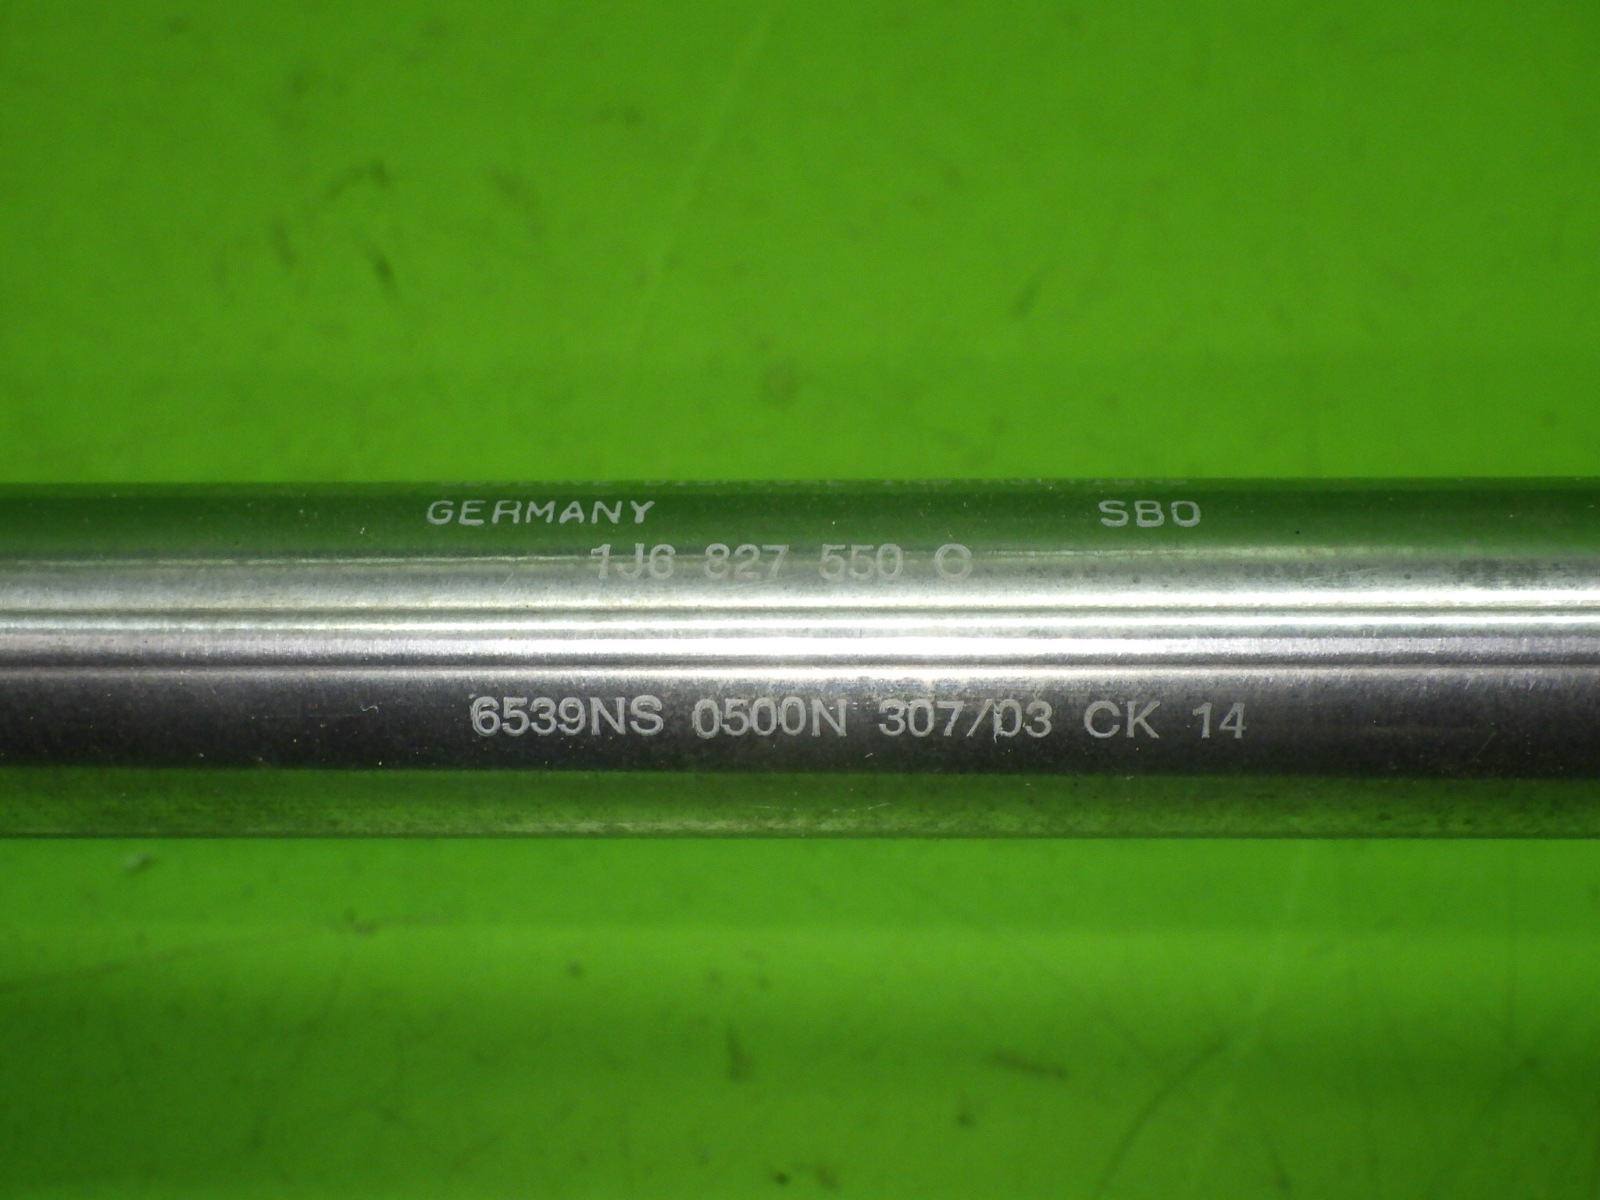 GERMANY SBO
1J6 827 550 C
6539NS 0500N 307/03 CK 14